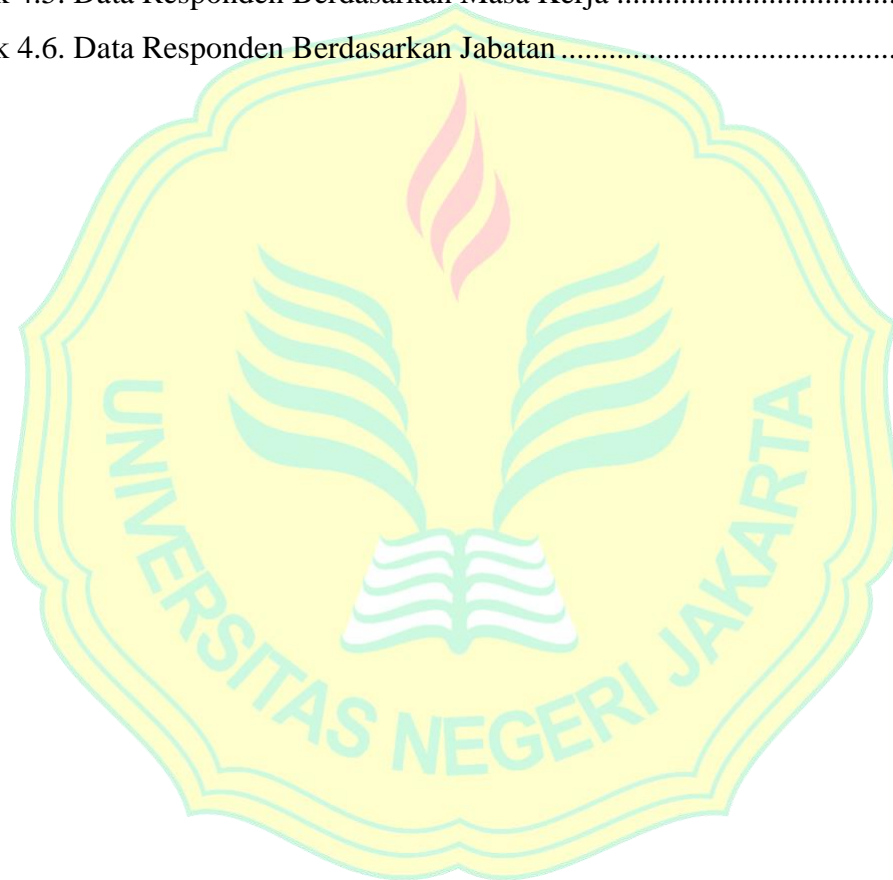 k 4.5. Data Responden Berdasarkan Masa Kerja ....................................
k 4.6. Data Responden Berdasarkan Jabatan ...........................................
UNIVERSITAS NEGERI JAKARTA